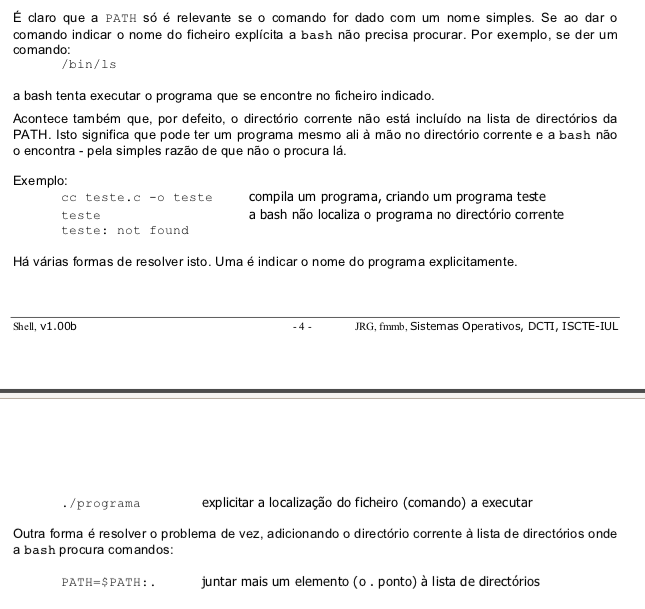 É claro que a PATH só é relevante se o comando for dado com um nome simples. Se ao dar o
comando indicar o nome do ficheiro explícita a bash não precisa procurar. Por exemplo, se der um
comando:
/bin/ls
a bash tenta executar o programa que se encontre no ficheiro indicado.
Acontece também que, por defeito, o directório corrente não está incluído na lista de directórios da
PATH. Isto significa que pode ter um programa mesmo ali à mão no directório corrente e a bash não
o encontra - pela simples razão de que não o procura lá.
Exemplo:
cc teste.c -o teste compila um programa, criando um programa teste
teste a bash não localiza o programa no directório corrente
teste: not found
Há várias formas de resolver isto. Uma é indicar o nome do programa explicitamente.
Shell, v1.00b - 4 - JRG, fmmb, Sistemas Operativos, DCTI, ISCTE-IUL
./programa explicitar a localização do ficheiro (comando) a executar
Outra forma é resolver o problema de vez, adicionando o directório corrente à lista de directórios onde
a bash procura comandos:
PATH=$PATH:. juntar mais um elemento (o . ponto) à lista de directórios